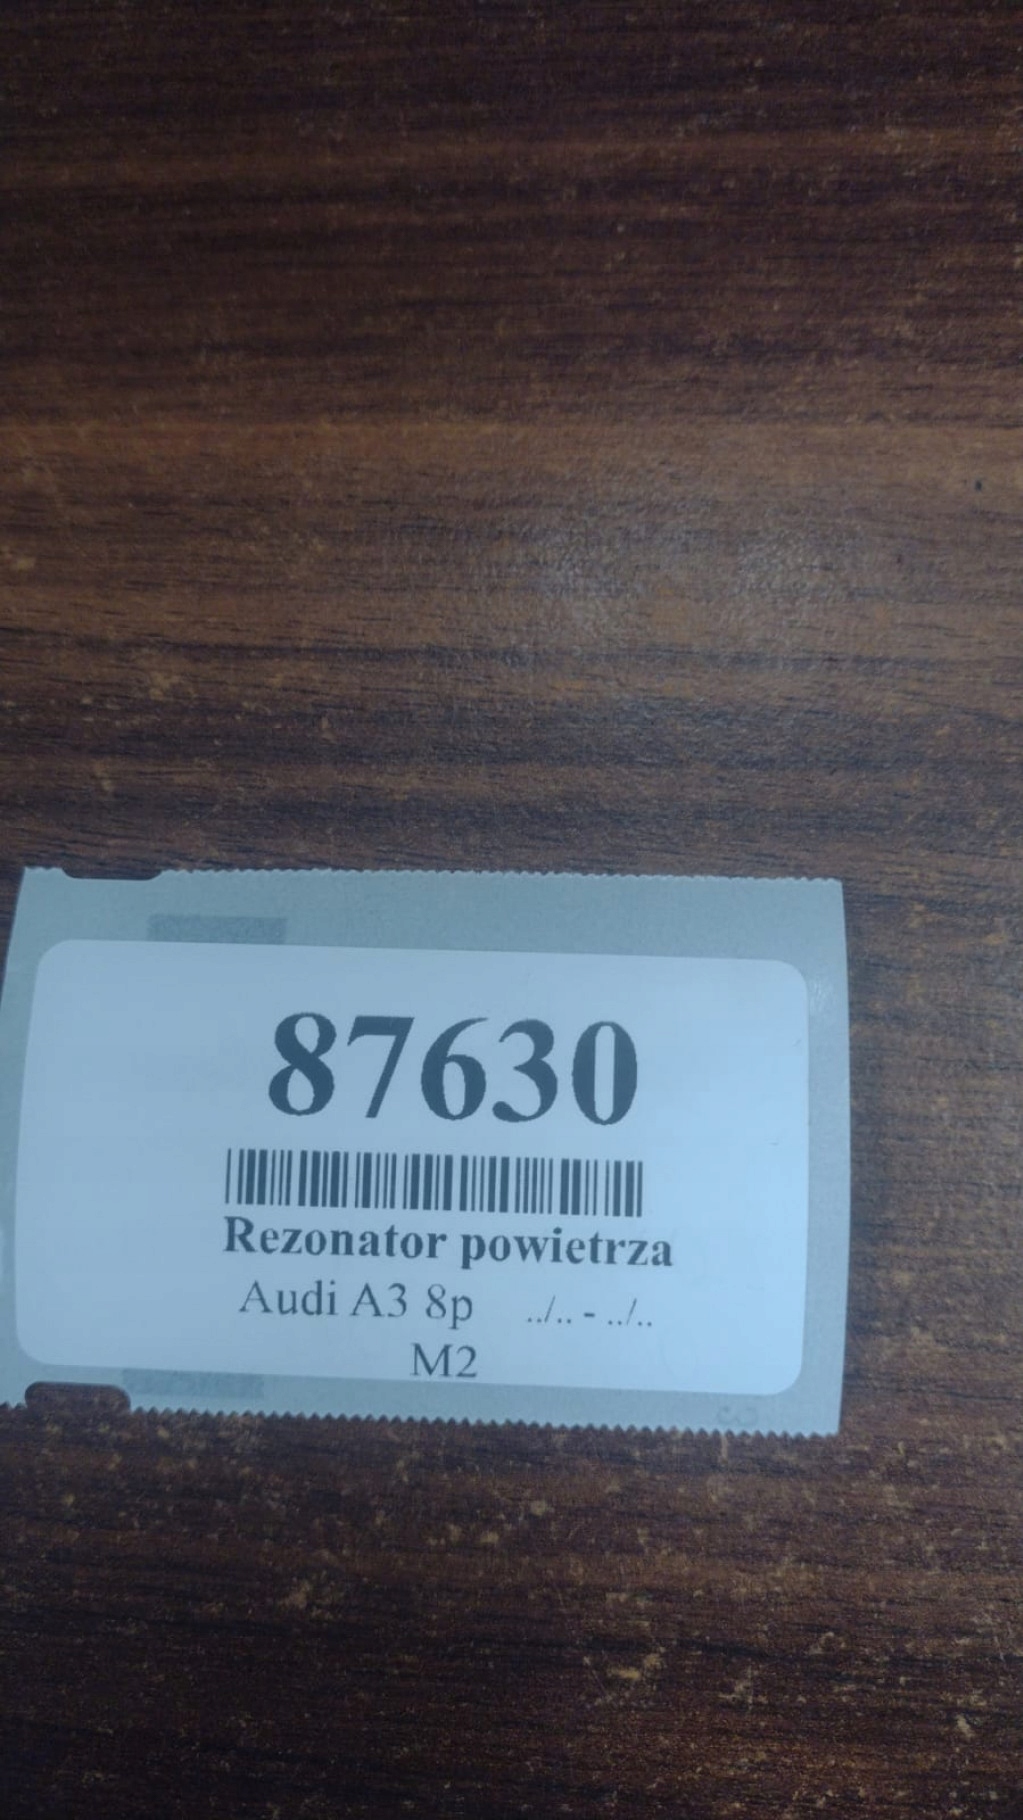 87630
Rezonator powietrza
Audi A3 8p ../.. - ../..
M2